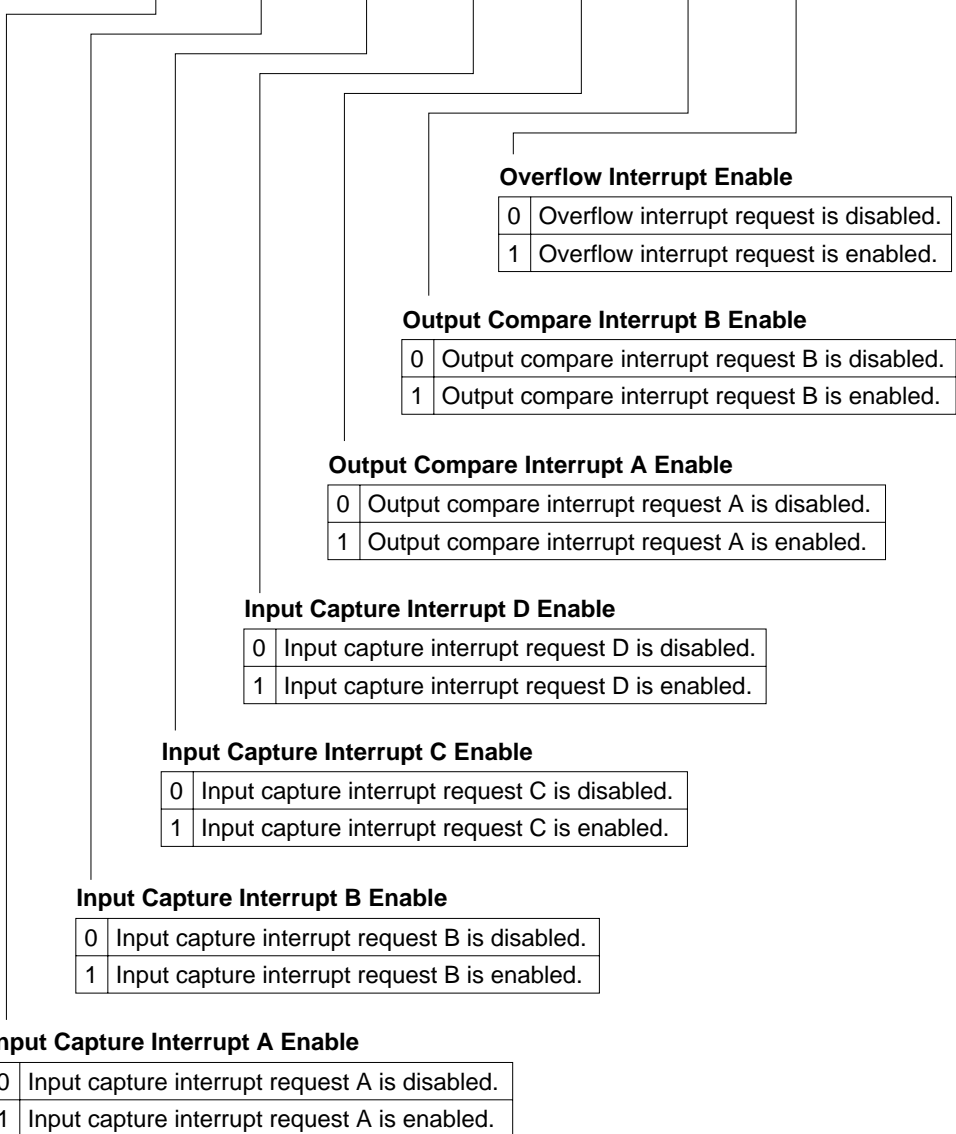 Overflow Interrupt Enable
0 Overflow interrupt request is disabled.
1 Overflow interrupt request is enabled.
Output Compare Interrupt B Enable
0 Output compare interrupt request B is disabled.
1 Output compare interrupt request B is enabled.
Output Compare Interrupt A Enable
0 Output compare interrupt request A is disabled.
1 Output compare interrupt request A is enabled.
Input Capture Interrupt D Enable
0 Input capture interrupt request D is disabled.
1 Input capture interrupt request D is enabled.
Input Capture Interrupt C Enable
0 Input capture interrupt request C is disabled.
1 Input capture interrupt request C is enabled.
Input Capture Interrupt B Enable
0 Input capture interrupt request B is disabled.
1 Input capture interrupt request B is enabled.
nput Capture Interrupt A Enable
0 Input capture interrupt request A is disabled.
1 Input capture interrupt request A is enabled.